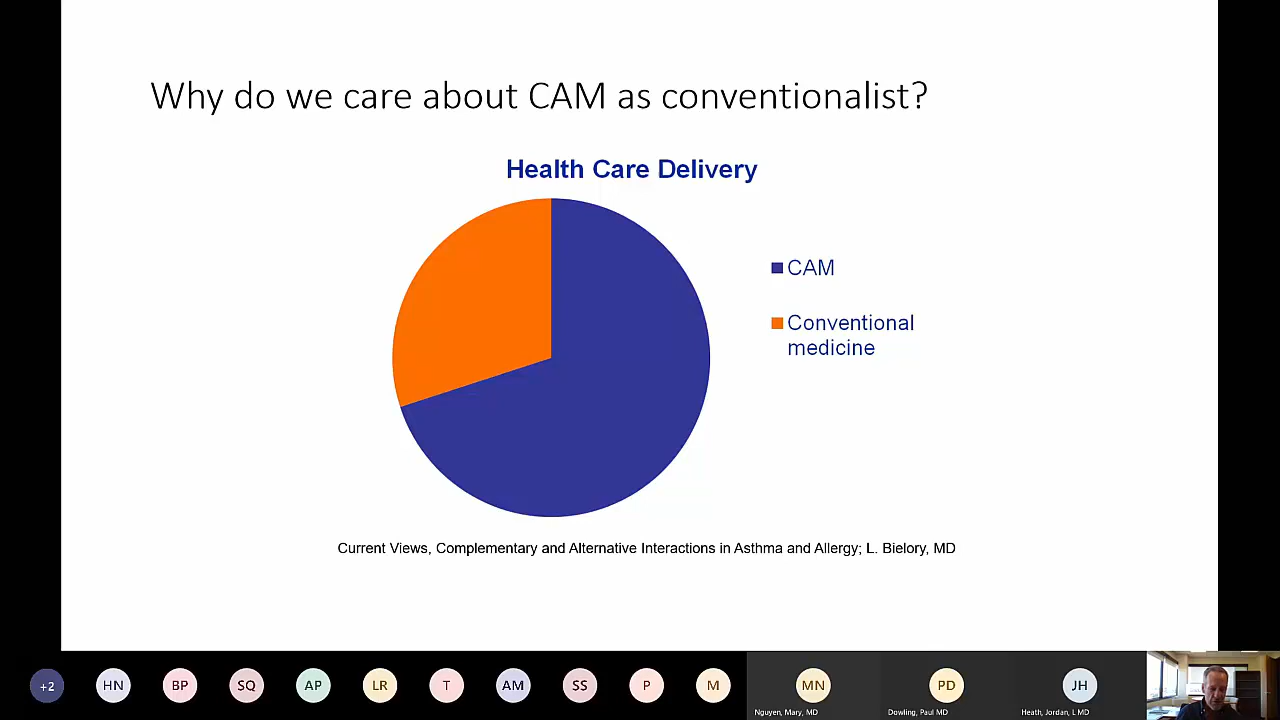 Why do we care about CAM as conventionalist?
Health Care Delivery
CAM
Conventional
medicine
Current Views, Complementary and Alternative Interactions in Asthma and Allergy; L. Bielory, MD
+2
HN
BP
SQ
AP
LR
T
AM
SS
P
M
MN
PD
JH
Nguyen, Mary, MD
Dowling, Paul MD
Heath, Jordan, L MD